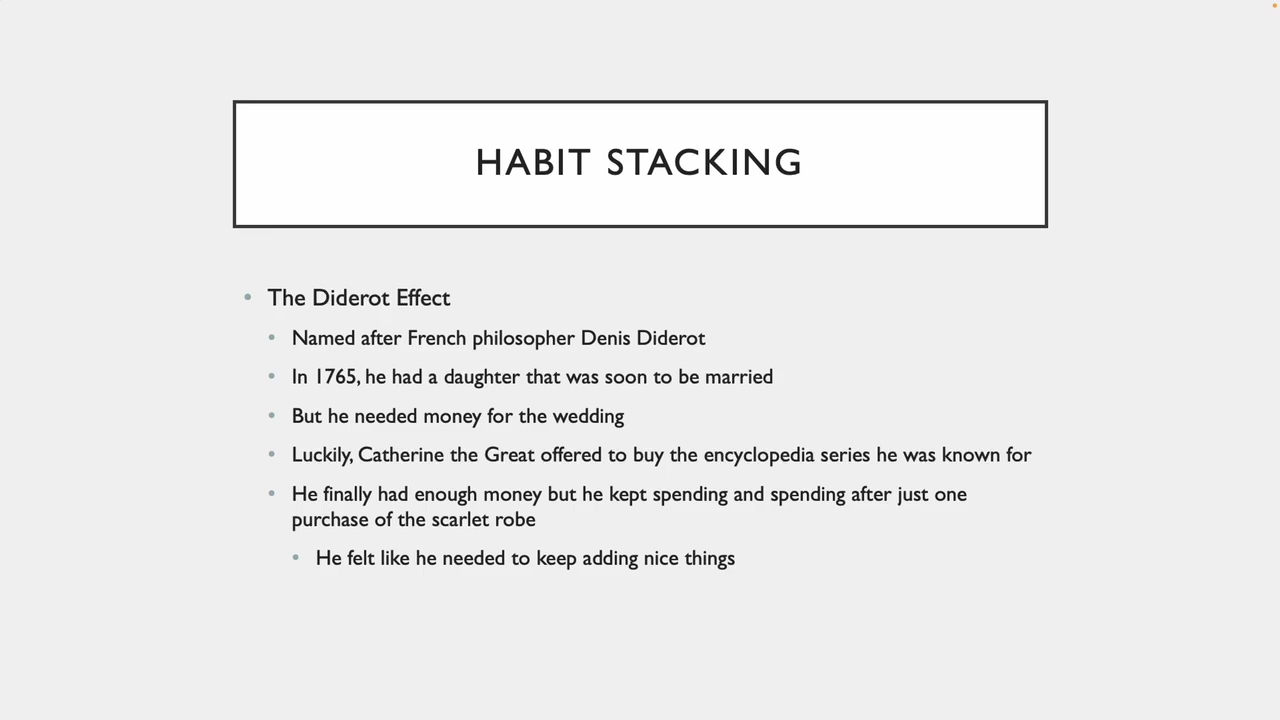 HABIT STACKING
• The Diderot Effect
• Named after French philosopher Denis Diderot
• In 1765, he had a daughter that was soon to be married
• But he needed money for the wedding
• Luckily, Catherine the Great offered to buy the encyclopedia series he was known for
• He finally had enough money but he kept spending and spending after just one
purchase of the scarlet robe
• He felt like he needed to keep adding nice things